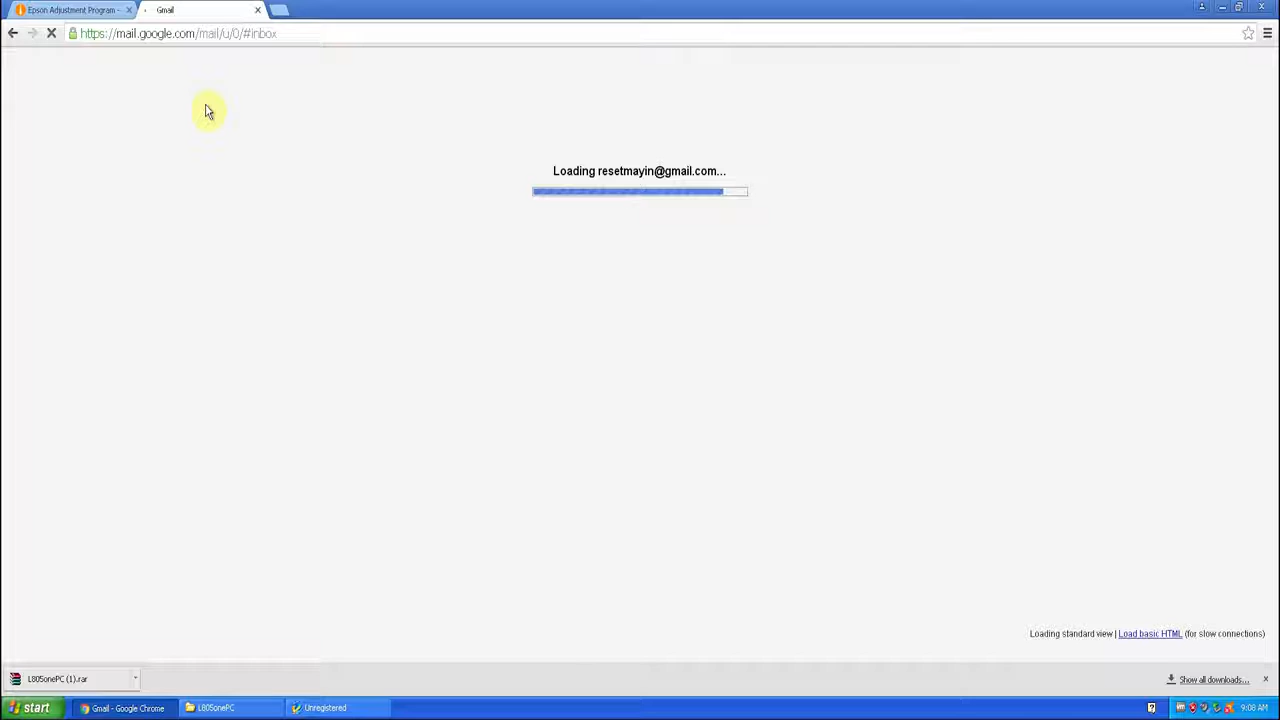 Epson Adjustment Program -
Gmail
https://mail.google.com/mail/u/0/#inbox
Loading resetmayin@gmail.com...
Loading standard view | Load basic HTML (for slow connections)
L805onePC (1).rar
Show all downloads...
start
Gmail - Google Chrome
L805onePC
Unregistered
9:08 AM